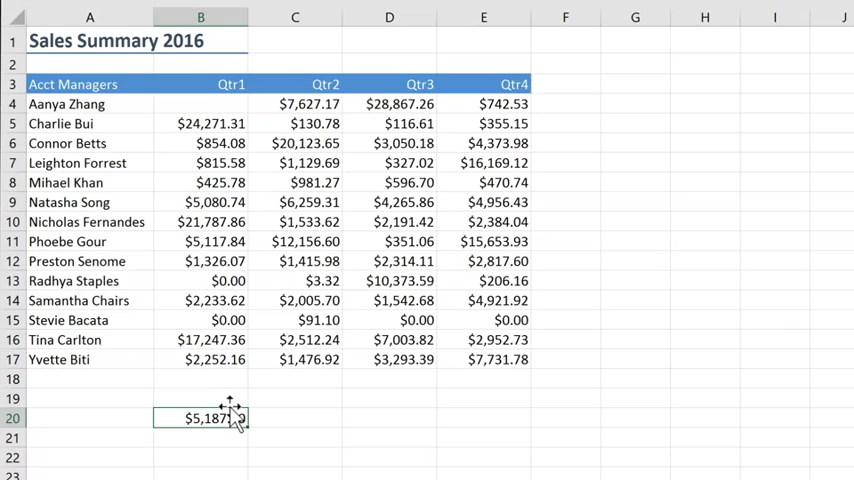 A B C D E F G H I J
1 Sales Summary 2016
2
3 Acct Managers Qtr1 Qtr2 Qtr3 Qtr4
4 Aanya Zhang $7,627.17 $28,867.26 $742.53
5 Charlie Bui $24,271.31 $130.78 $116.61 $355.15
6 Connor Betts $854.08 $20,123.65 $3,050.18 $4,373.98
7 Leighton Forrest $815.58 $1,129.69 $327.02 $16,169.12
8 Mihael Khan $425.78 $981.27 $596.70 $470.74
9 Natasha Song $5,080.74 $6,259.31 $4,265.86 $4,956.43
10 Nicholas Fernandes $21,787.86 $1,533.62 $2,191.42 $2,384.04
11 Phoebe Gour $5,117.84 $12,156.60 $351.06 $15,653.93
12 Preston Senome $1,326.07 $1,415.98 $2,314.11 $2,817.60
13 Radhya Staples $0.00 $3.32 $10,373.59 $206.16
14 Samantha Chairs $2,233.62 $2,005.70 $1,542.68 $4,921.92
15 Stevie Bacata $0.00 $91.10 $0.00 $0.00
16 Tina Carlton $17,247.36 $2,512.24 $7,003.82 $2,952.73
17 Yvette Biti $2,252.16 $1,476.92 $3,293.39 $7,731.78
18
19
20
21
22
23